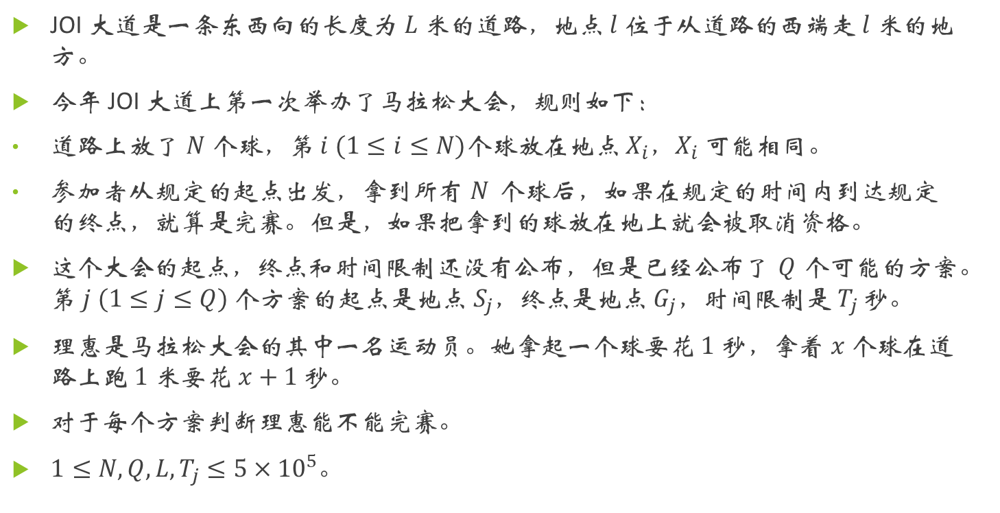 JOI 大道是一条东西向的长度为 L 米的道路，地点 l 位于从道路的西端走 l 米的地
方。
今年 JOI 大道上第一次举办了马拉松大会，规则如下：
道路上放了 N 个球，第 i (1 ≤ i ≤ N)个球放在地点 X_i，X_i 可能相同。
参加者从规定的起点出发，拿到所有 N 个球后，如果在规定的时间内到达规定
的终点，就算是完赛。但是，如果把拿到的球放在地上就会被取消资格。
这个大会的起点，终点和时间限制还没有公布，但是已经公布了 Q 个可能的方案。
第 j (1 ≤ j ≤ Q) 个方案的起点是地点 S_j，终点是地点 G_j，时间限制是 T_j 秒。
理惠是马拉松大会的其中一名运动员。她拿起一个球要花 1 秒，拿着 x 个球在道
路上跑 1 米要花 x + 1 秒。
对于每个方案判断理惠能不能完赛。
1 ≤ N, Q, L, T_j ≤ 5 × 10^5。